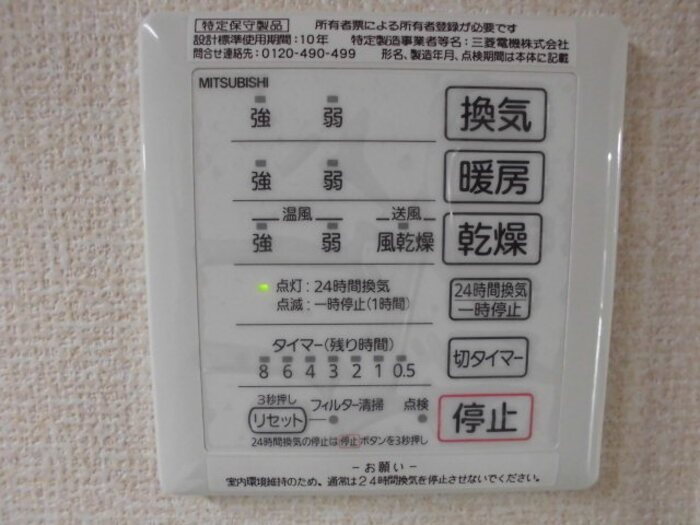 特定保守製品 所有者票による所有者登録が必要です
設計標準使用期間:10年 特定製造事業者等名:三菱電機株式会社
問合せ連絡先:0120-490-499 形名、製造年月、点検期間は本体に記載
MITSUBISHI
強 弱 換気
強 弱 暖房
温風 送風
強 弱 風乾燥 乾燥
点灯:24時間換気
点滅:一時停止(1時間)
24時間換気
一時停止
タイマー(残り時間)
8 6 4 3 2 1 0.5
切タイマー
3秒押し
リセット フィルター清掃 点検
停止
24時間換気の停止は停止ボタンを3秒押し
-お願い-
室内環境維持のため、通常は24時間換気を停止させないでください。